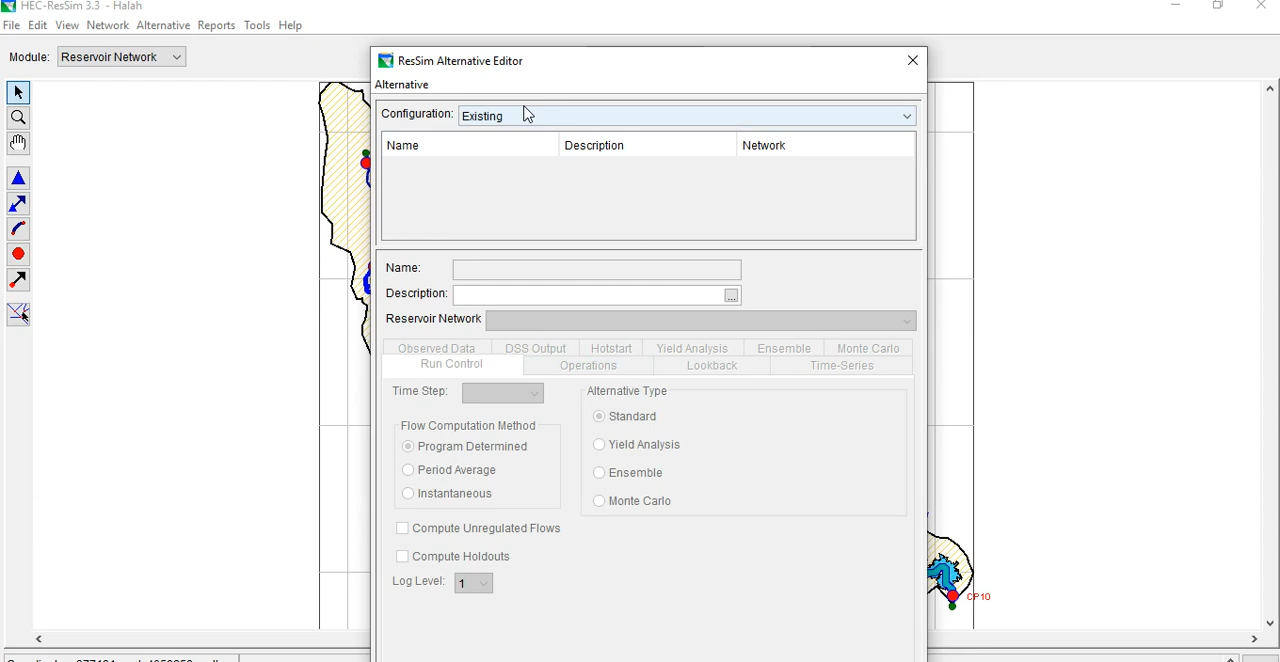 HEC-ResSim 3.3 - Halah
File Edit View Network Alternative Reports Tools Help
Module: Reservoir Network
ResSim Alternative Editor
Alternative
Configuration: Existing
Name Description Network
Name:
Description: ...
Reservoir Network
Observed Data DSS Output Hotstart Yield Analysis Ensemble Monte Carlo
Run Control Operations Lookback Time-Series
Time Step:
Alternative Type
Flow Computation Method
Standard
Program Determined
Yield Analysis
Period Average
Ensemble
Instantaneous
Monte Carlo
Compute Unregulated Flows
Compute Holdouts
Log Level: 1
CP10